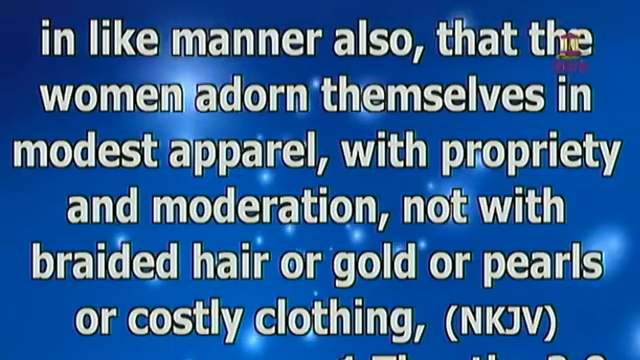 in like manner also, that the
women adorn themselves in
modest apparel, with propriety
and moderation, not with
braided hair or gold or pearls
or costly clothing, (NKJV)